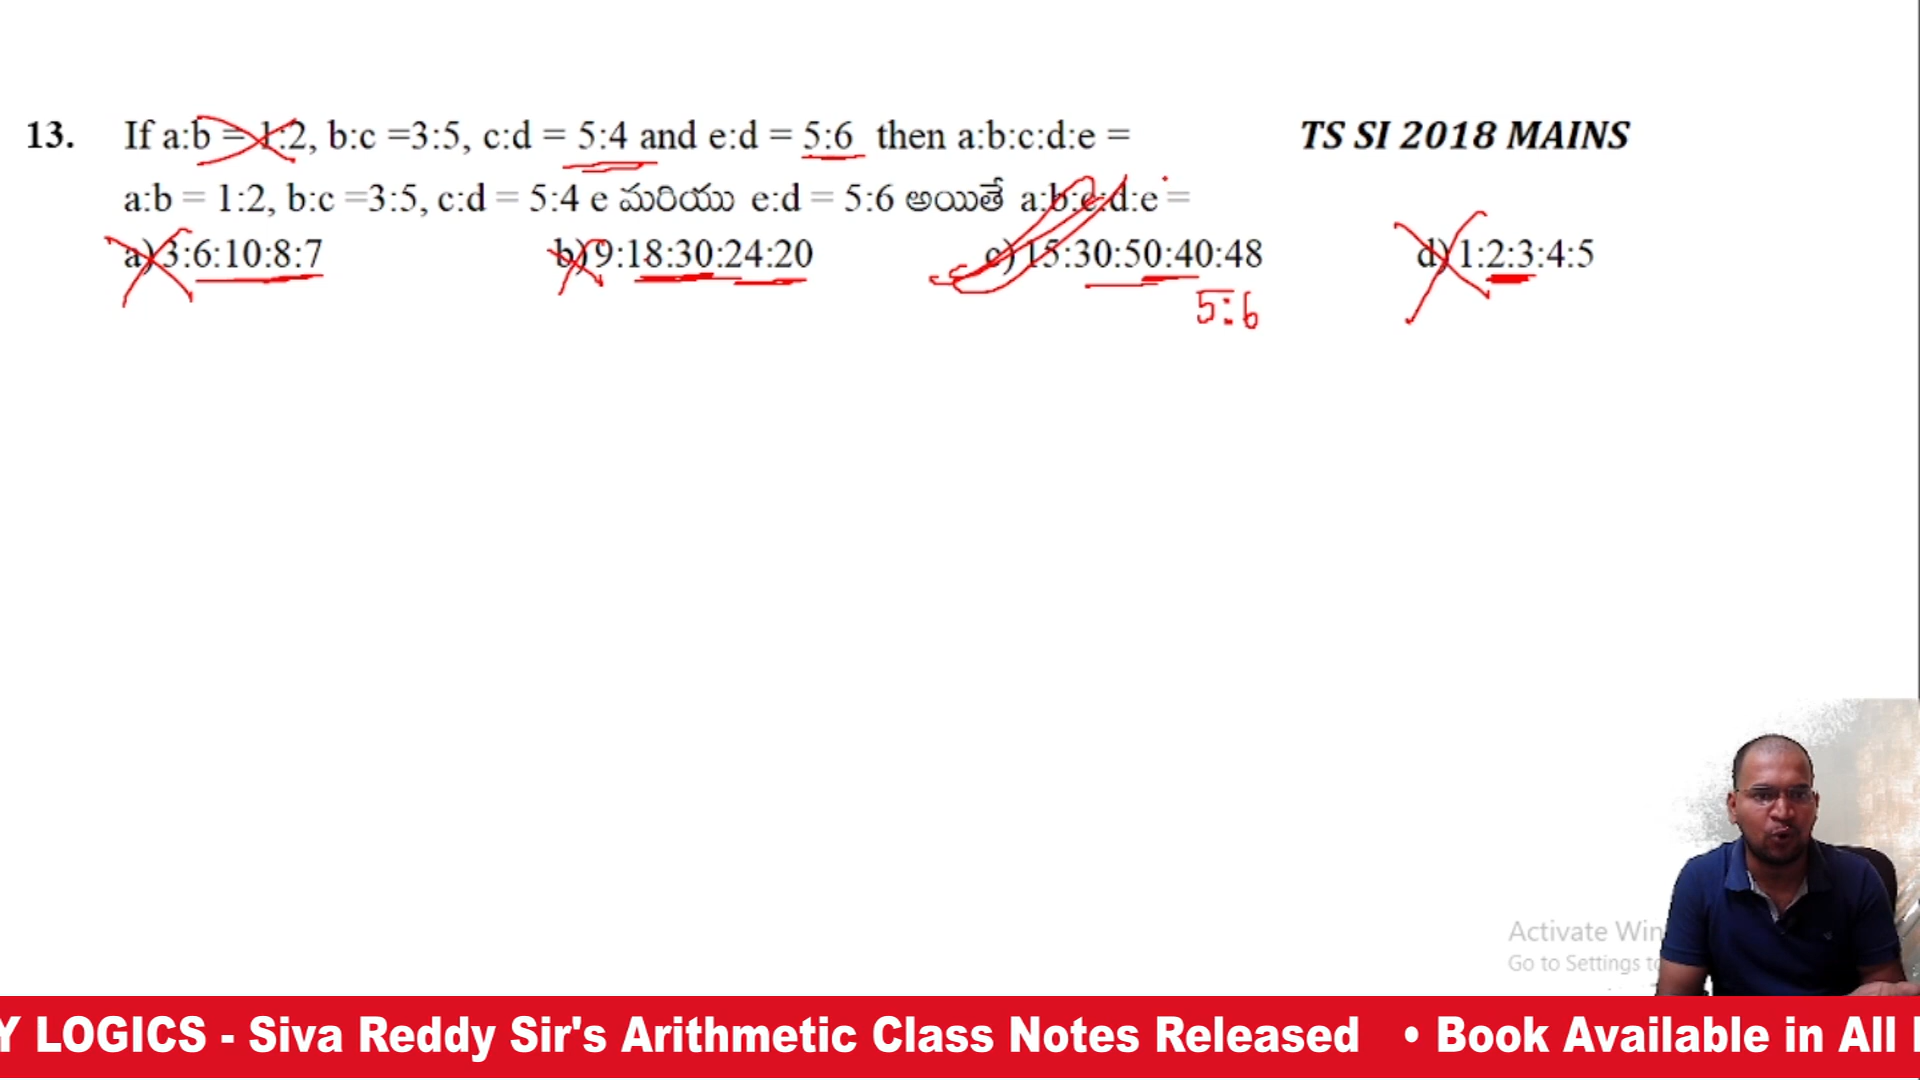 13. If a:b = 1:2, b:c =3:5, c:d = 5:4 and e:d = 5:6 then a:b:c:d:e = TS SI 2018 MAINS
a:b = 1:2, b:c =3:5, c:d = 5:4 e మరియు e:d = 5:6 అయితే a:b:c:d:e =
a) 3:6:10:8:7 b) 9:18:30:24:20 c) 15:30:50:40:48 d) 1:2:3:4:5
5:6
Activate Win
Go to Settings to
Y LOGICS - Siva Reddy Sir's Arithmetic Class Notes Released • Book Available in All